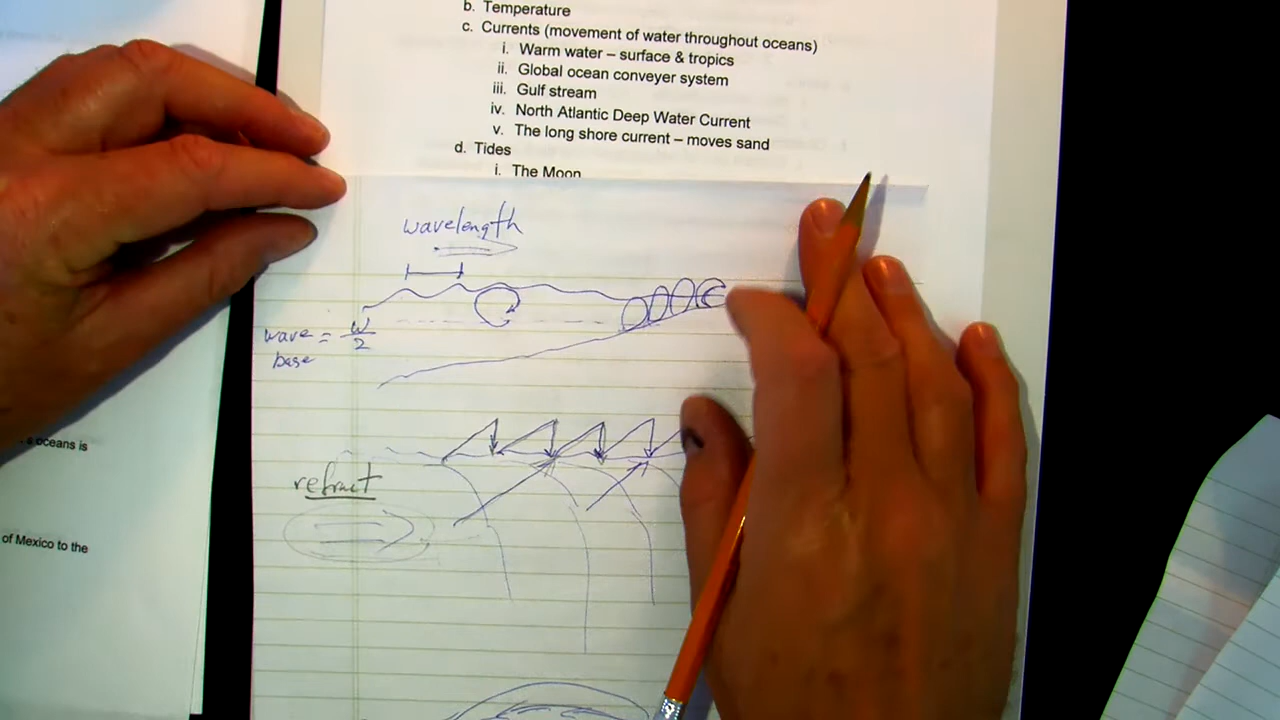 b. Temperature
c. Currents (movement of water throughout oceans)
i. Warm water – surface & tropics
ii. Global ocean conveyer system
iii. Gulf stream
iv. North Atlantic Deep Water Current
v. The long shore current – moves sand
d. Tides
i. The Moon
wavelength
wave = w/2
base
refract
oceans is
of Mexico to the